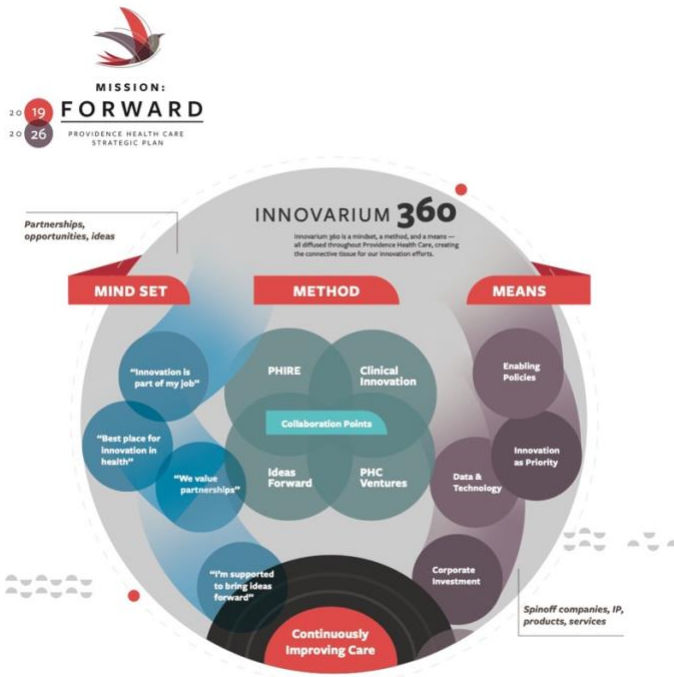 MISSION:
2019
FORWARD
2026
PROVIDENCE HEALTH CARE
STRATEGIC PLAN
Partnerships,
opportunities, ideas
INNOVARIUM 360
Innovarium 360 is a mindset, a method, and a means —
all diffused throughout Providence Health Care, creating
the connective tissue for our innovation efforts.
MIND SET
METHOD
MEANS
"Innovation is
part of my job"
"Best place for
innovation in
health"
"We value
partnerships"
"I'm supported
to bring ideas
forward"
PHIRE
Clinical
Innovation
Collaboration Points
Ideas
Forward
PHC
Ventures
Enabling
Policies
Innovation
as Priority
Data &
Technology
Corporate
Investment
Continuously
Improving Care
Spinoff companies, IP,
products, services